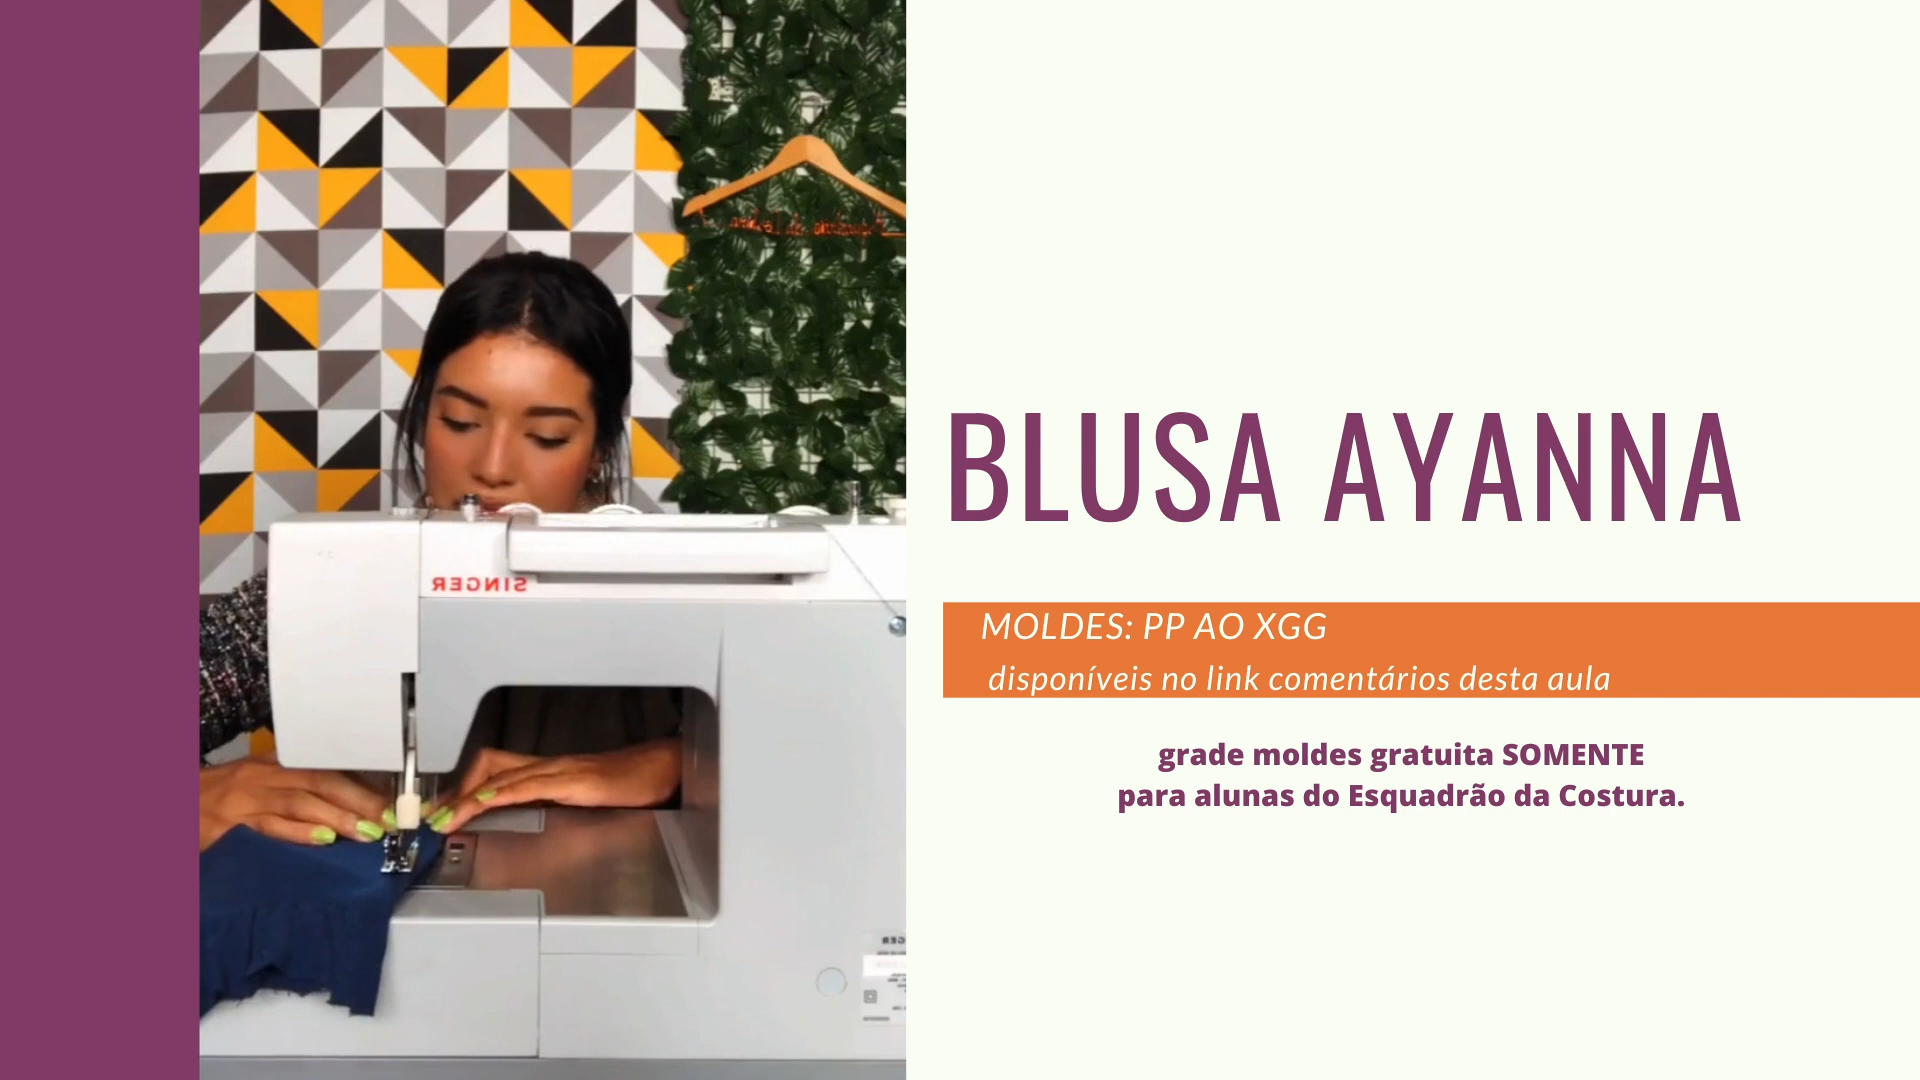 BLUSA AYANNA
MOLDES: PP AO XGG
disponíveis no link comentários desta aula
grade moldes gratuita SOMENTE
para alunas do Esquadrão da Costura.
SINGER